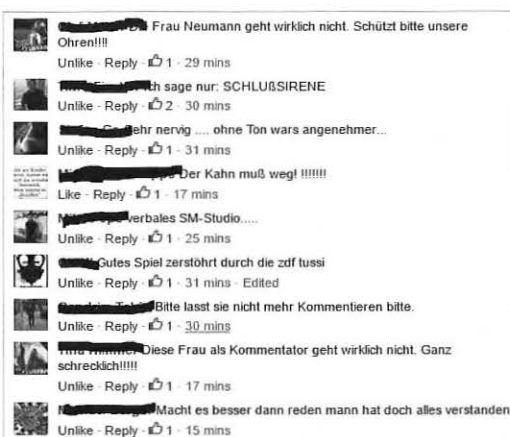 Frau Neumann geht wirklich nicht. Schützt bitte unsere
Ohren!!!!
Unlike · Reply · 1 · 29 mins
ch sage nur: SCHLUßSIRENE
Unlike · Reply · 2 · 30 mins
ehr nervig .... ohne Ton wars angenehmer...
Unlike · Reply · 1 · 31 mins
Der Kahn muß weg! !!!!!!!
Like · Reply · 1 · 17 mins
verbales SM-Studio.....
Unlike · Reply · 1 · 25 mins
Gutes Spiel zerstöhrt durch die zdf tussi
Unlike · Reply · 1 · 31 mins · Edited
Bitte lasst sie nicht mehr Kommentieren bitte.
Unlike · Reply · 1 · 30 mins
Diese Frau als Kommentator geht wirklich nicht. Ganz
schrecklich!!!!!
Unlike · Reply · 1 · 17 mins
Macht es besser dann reden mann hat doch alles verstanden
Unlike · Reply · 1 · 15 mins